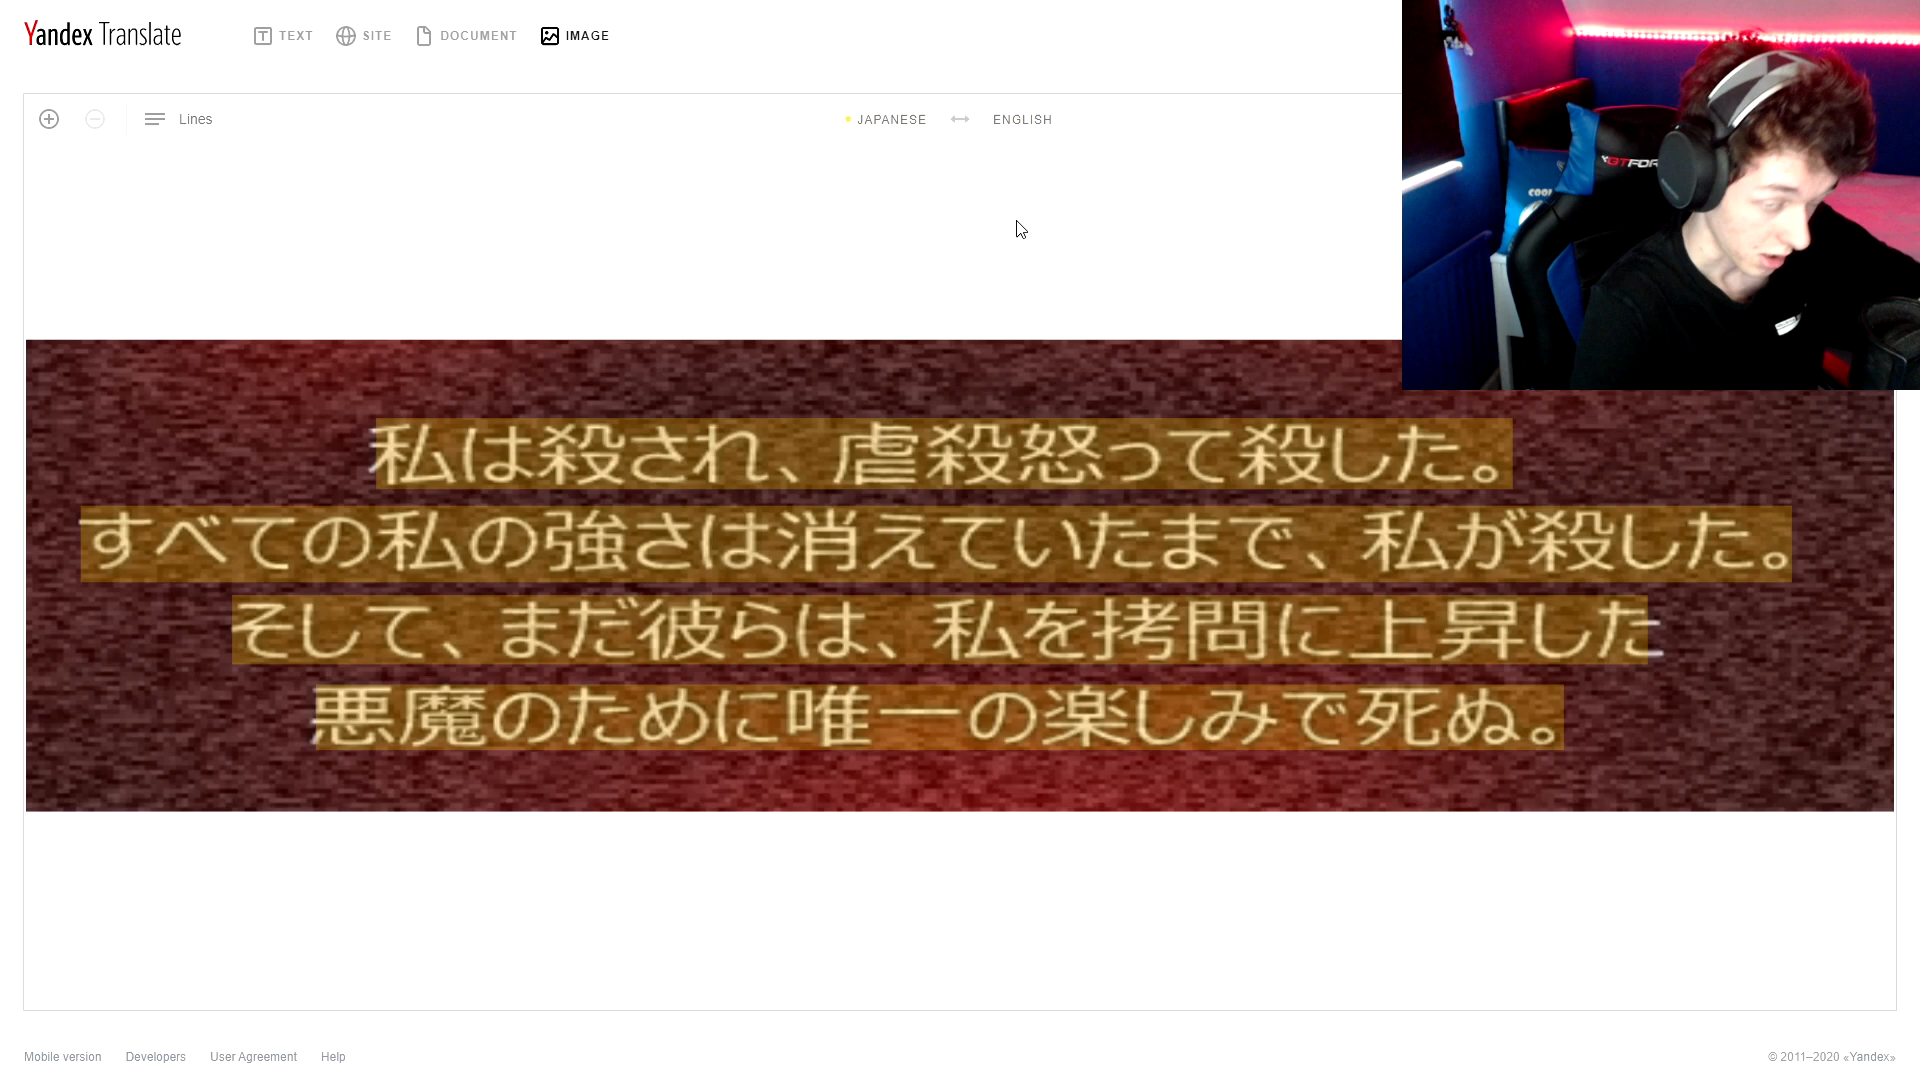 Yandex Translate
TEXT
SITE
DOCUMENT
IMAGE
Lines
JAPANESE
ENGLISH
GTFOR
COOL
私は殺され、虐殺怒って殺した。
すべての私の強さは消えていたまで、私が殺した。
そして、まだ彼らは、私を拷問に上昇した
悪魔のために唯一の楽しみで死ぬ。
Mobile version
Developers
User Agreement
Help
© 2011–2020 «Yandex»